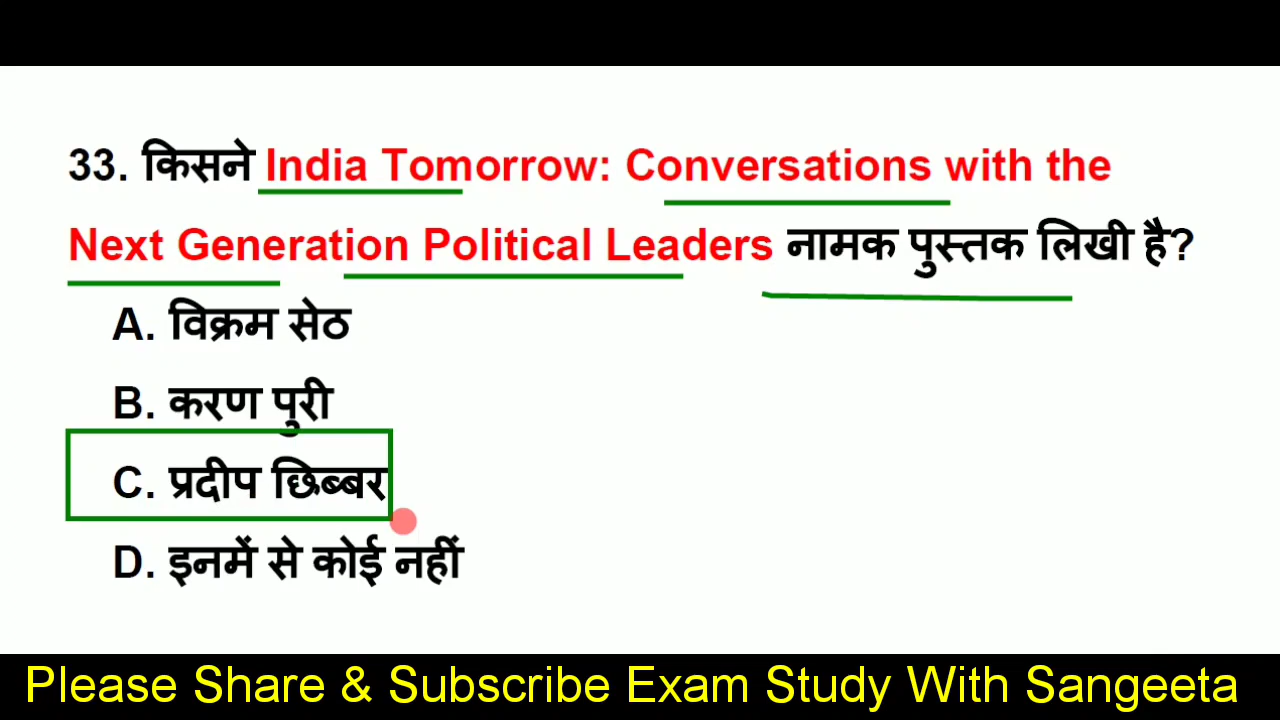 33. किसने India Tomorrow: Conversations with the
Next Generation Political Leaders नामक पुस्तक लिखी है?
A. विक्रम सेठ
B. करण पुरी
C. प्रदीप छिब्बर
D. इनमें से कोई नहीं
Please Share & Subscribe Exam Study With Sangeeta